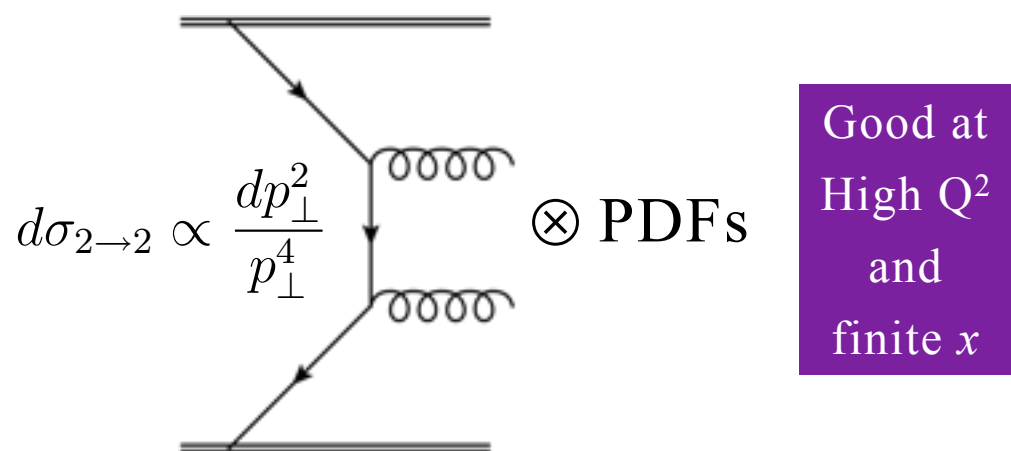 dσ₂→₂ ∝ dp⊥² / p⊥⁴ ⊗ PDFs
Good at
High Q²
and
finite x